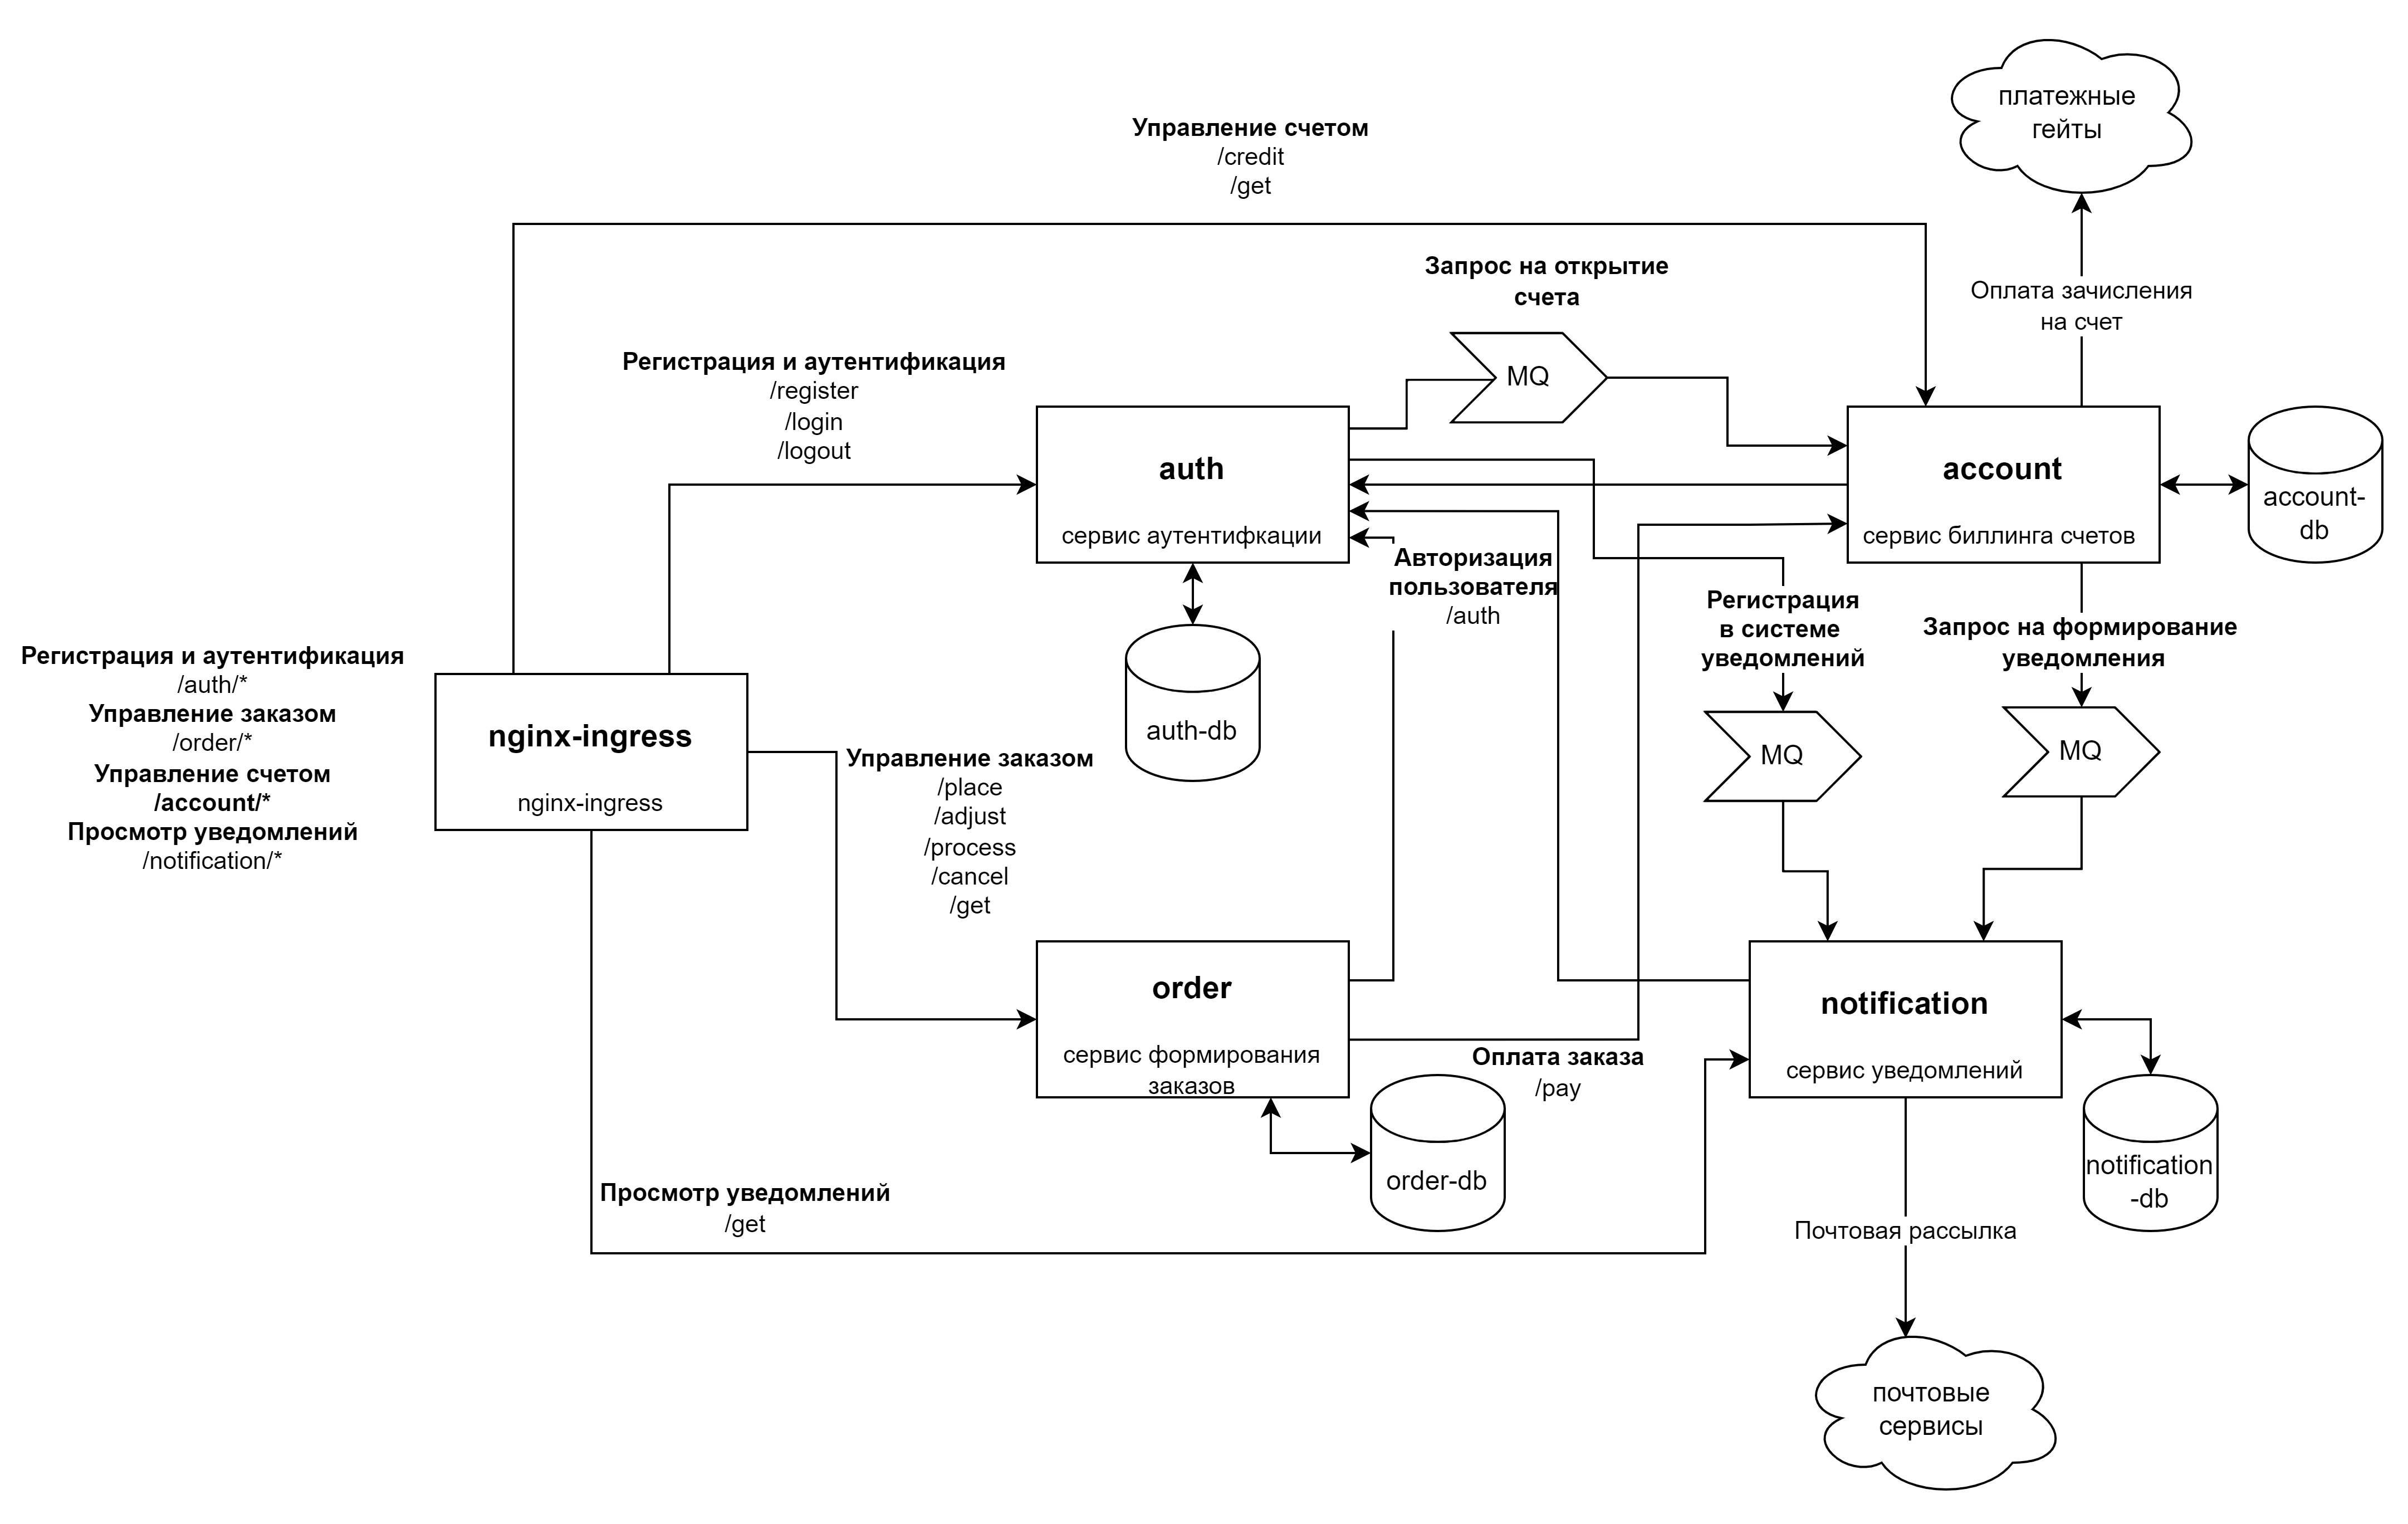 платежные
гейты
Управление счетом
/credit
/get
Запрос на открытие
счета
Оплата зачисления
на счет
Регистрация и аутентификация
/register
/login
/logout
MQ
auth
сервис аутентифкации
account
сервис биллинга счетов
account-
db
Авторизация
пользователя
/auth
Регистрация
в системе
уведомлений
Запрос на формирование
уведомления
Регистрация и аутентификация
/auth/*
Управление заказом
/order/*
Управление счетом
/account/*
Просмотр уведомлений
/notification/*
nginx-ingress
nginx-ingress
auth-db
MQ
MQ
Управление заказом
/place
/adjust
/process
/cancel
/get
order
сервис формирования
заказов
notification
сервис уведомлений
Оплата заказа
/pay
order-db
notification
-db
Просмотр уведомлений
/get
Почтовая рассылка
почтовые
сервисы